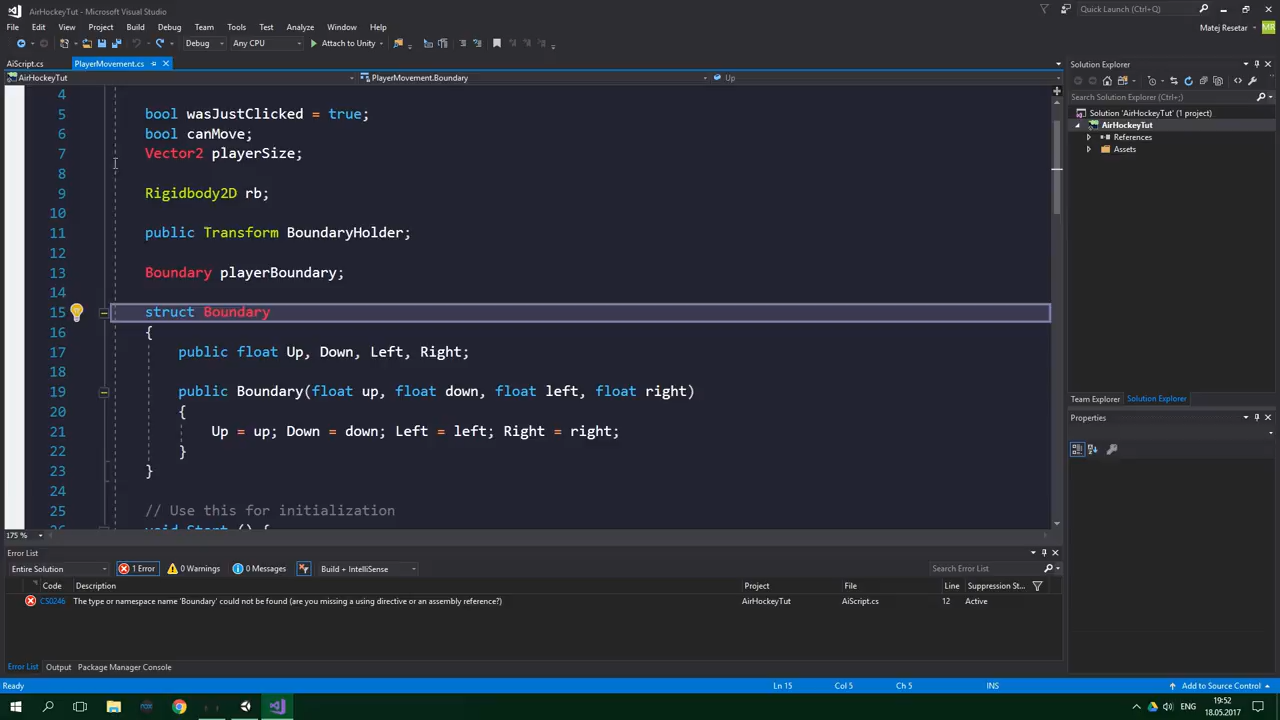 AirHockeyTut - Microsoft Visual Studio
Quick Launch (Ctrl+Q)
File Edit View Project Build Debug Team Tools Test Analyze Window Help
Matej Resetar
MR
Debug Any CPU Attach to Unity
AiScript.cs PlayerMovement.cs
AirHockeyTut PlayerMovement.Boundary Up
4
5 bool wasJustClicked = true;
6 bool canMove;
7 Vector2 playerSize;
8
9 Rigidbody2D rb;
10
11 public Transform BoundaryHolder;
12
13 Boundary playerBoundary;
14
15 struct Boundary
16 {
17 public float Up, Down, Left, Right;
18
19 public Boundary(float up, float down, float left, float right)
20 {
21 Up = up; Down = down; Left = left; Right = right;
22 }
23 }
24
25 // Use this for initialization
26 void Start () {
175 %
Solution Explorer
Search Solution Explorer (Ctrl+;)
Solution 'AirHockeyTut' (1 project)
AirHockeyTut
References
Assets
Team Explorer Solution Explorer
Properties
Error List
Entire Solution 1 Error 0 Warnings 0 Messages Build + IntelliSense
Search Error List
Code Description Project File Line Suppression St...
CS0246 The type or namespace name 'Boundary' could not be found (are you missing a using directive or an assembly reference?) AirHockeyTut AiScript.cs 12 Active
Error List Output Package Manager Console
Ready Ln 15 Col 5 Ch 5 INS Add to Source Control
ENG
19:52
18.05.2017